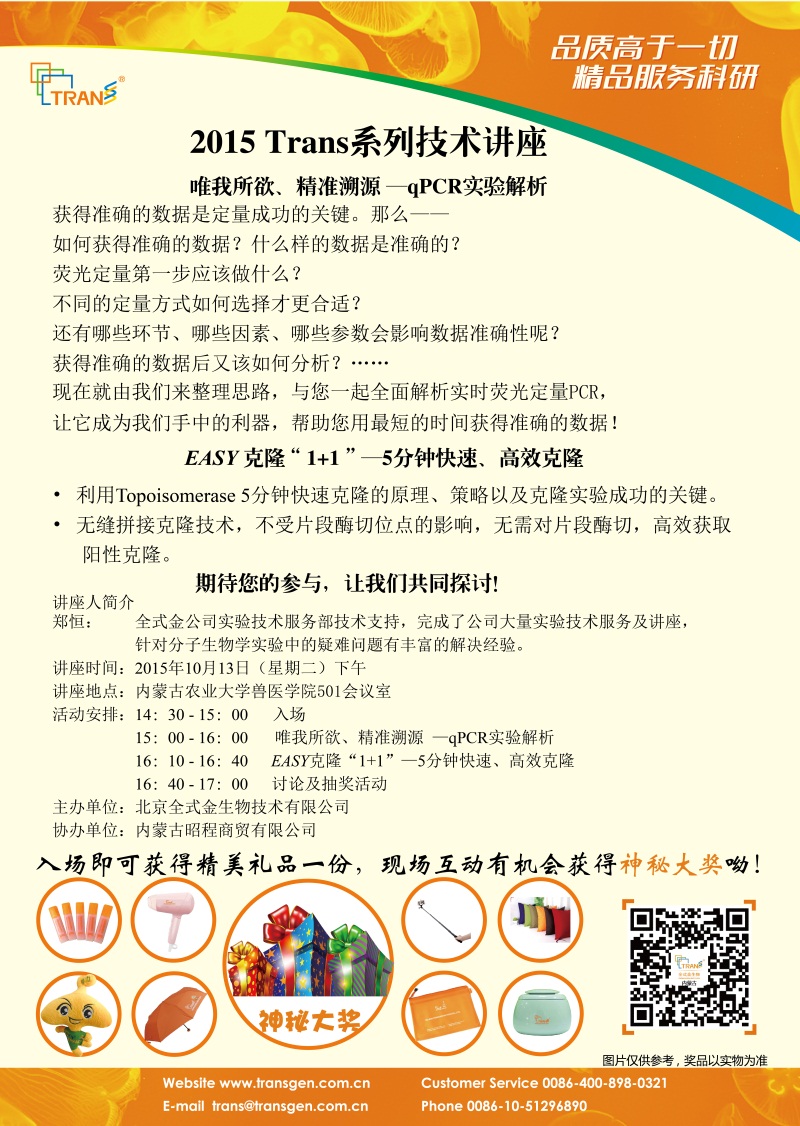 品质高于一切
精品服务科研
TRANS®
2015 Trans系列技术讲座
唯我所欲、精准溯源 —qPCR实验解析
获得准确的数据是定量成功的关键。那么——
如何获得准确的数据？什么样的数据是准确的？
荧光定量第一步应该做什么？
不同的定量方式如何选择才更合适？
还有哪些环节、哪些因素、哪些参数会影响数据准确性呢？
获得准确的数据后又该如何分析？……
现在就由我们来整理思路，与您一起全面解析实时荧光定量PCR，
让它成为我们手中的利器，帮助您用最短的时间获得准确的数据！
EASY 克隆“ 1+1 ”—5分钟快速、高效克隆
• 利用Topoisomerase 5分钟快速克隆的原理、策略以及克隆实验成功的关键。
• 无缝拼接克隆技术，不受片段酶切位点的影响，无需对片段酶切，高效获取
阳性克隆。
期待您的参与，让我们共同探讨!
讲座人简介
郑恒： 全式金公司实验技术服务部技术支持，完成了公司大量实验技术服务及讲座，
针对分子生物学实验中的疑难问题有丰富的解决经验。
讲座时间：2015年10月13日（星期二）下午
讲座地点：内蒙古农业大学兽医学院501会议室
活动安排：14：30 - 15：00 入场
15：00 - 16：00 唯我所欲、精准溯源 —qPCR实验解析
16：10 - 16：40 EASY克隆“1+1”—5分钟快速、高效克隆
16：40 - 17：00 讨论及抽奖活动
主办单位：北京全式金生物技术有限公司
协办单位：内蒙古昭程商贸有限公司
入场即可获得精美礼品一份，现场互动有机会获得神秘大奖呦！
神秘大奖
TRANS
内蒙古
图片仅供参考，奖品以实物为准
Website www.transgen.com.cn
Customer Service 0086-400-898-0321
E-mail trans@transgen.com.cn
Phone 0086-10-51296890